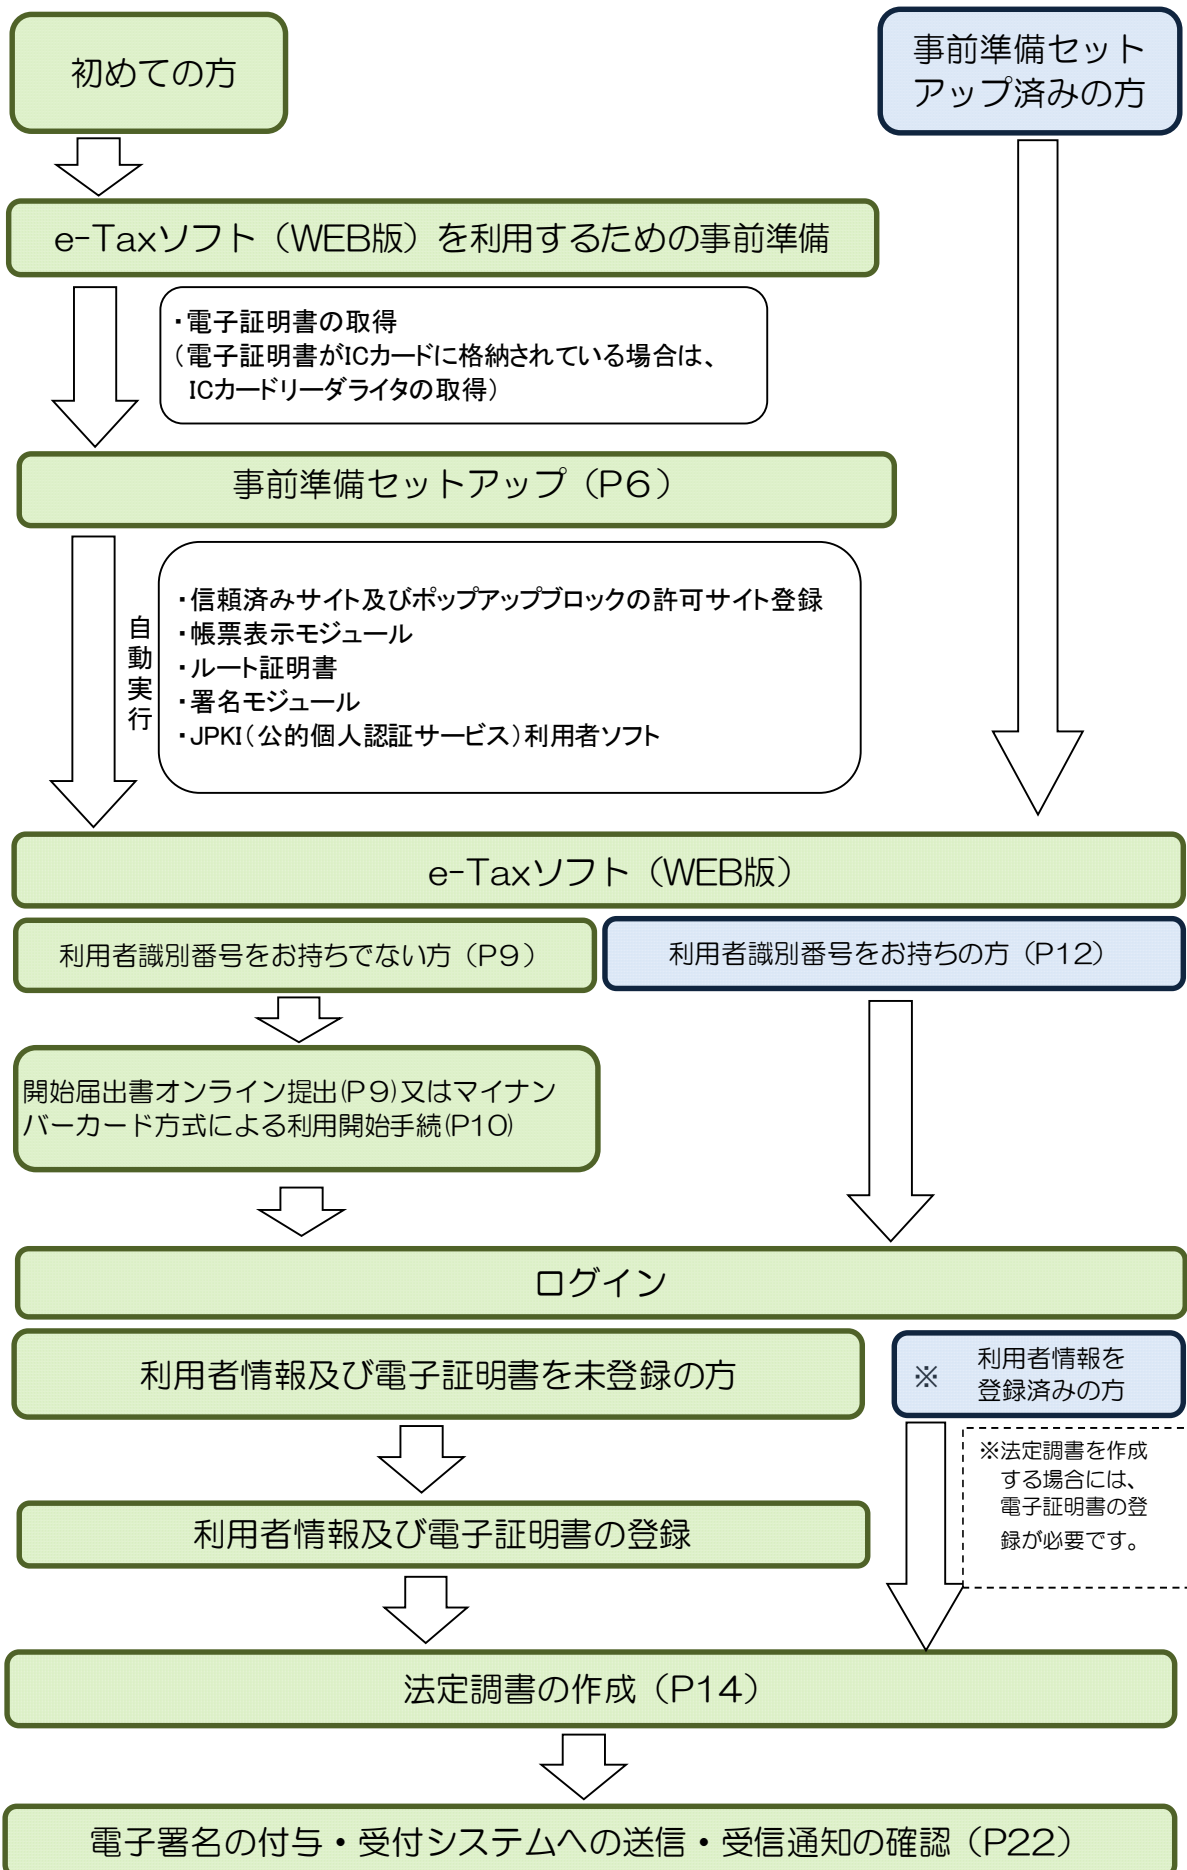 初めての方
事前準備セット
アップ済みの方
e-Taxソフト（WEB版）を利用するための事前準備
・電子証明書の取得
（電子証明書がICカードに格納されている場合は、
ICカードリーダライタの取得）
事前準備セットアップ（P６）
自動実行
・信頼済みサイト及びポップアップブロックの許可サイト登録
・帳票表示モジュール
・ルート証明書
・署名モジュール
・JPKI（公的個人認証サービス）利用者ソフト
e-Taxソフト（WEB版）
利用者識別番号をお持ちでない方（P９）
利用者識別番号をお持ちの方（P12）
開始届出書オンライン提出(P９)又はマイナン
バーカード方式による利用開始手続(P10)
ログイン
利用者情報及び電子証明書を未登録の方
※ 利用者情報を
登録済みの方
※法定調書を作成
する場合には、
電子証明書の登
録が必要です。
利用者情報及び電子証明書の登録
法定調書の作成（P14）
電子署名の付与・受付システムへの送信・受信通知の確認（P22）